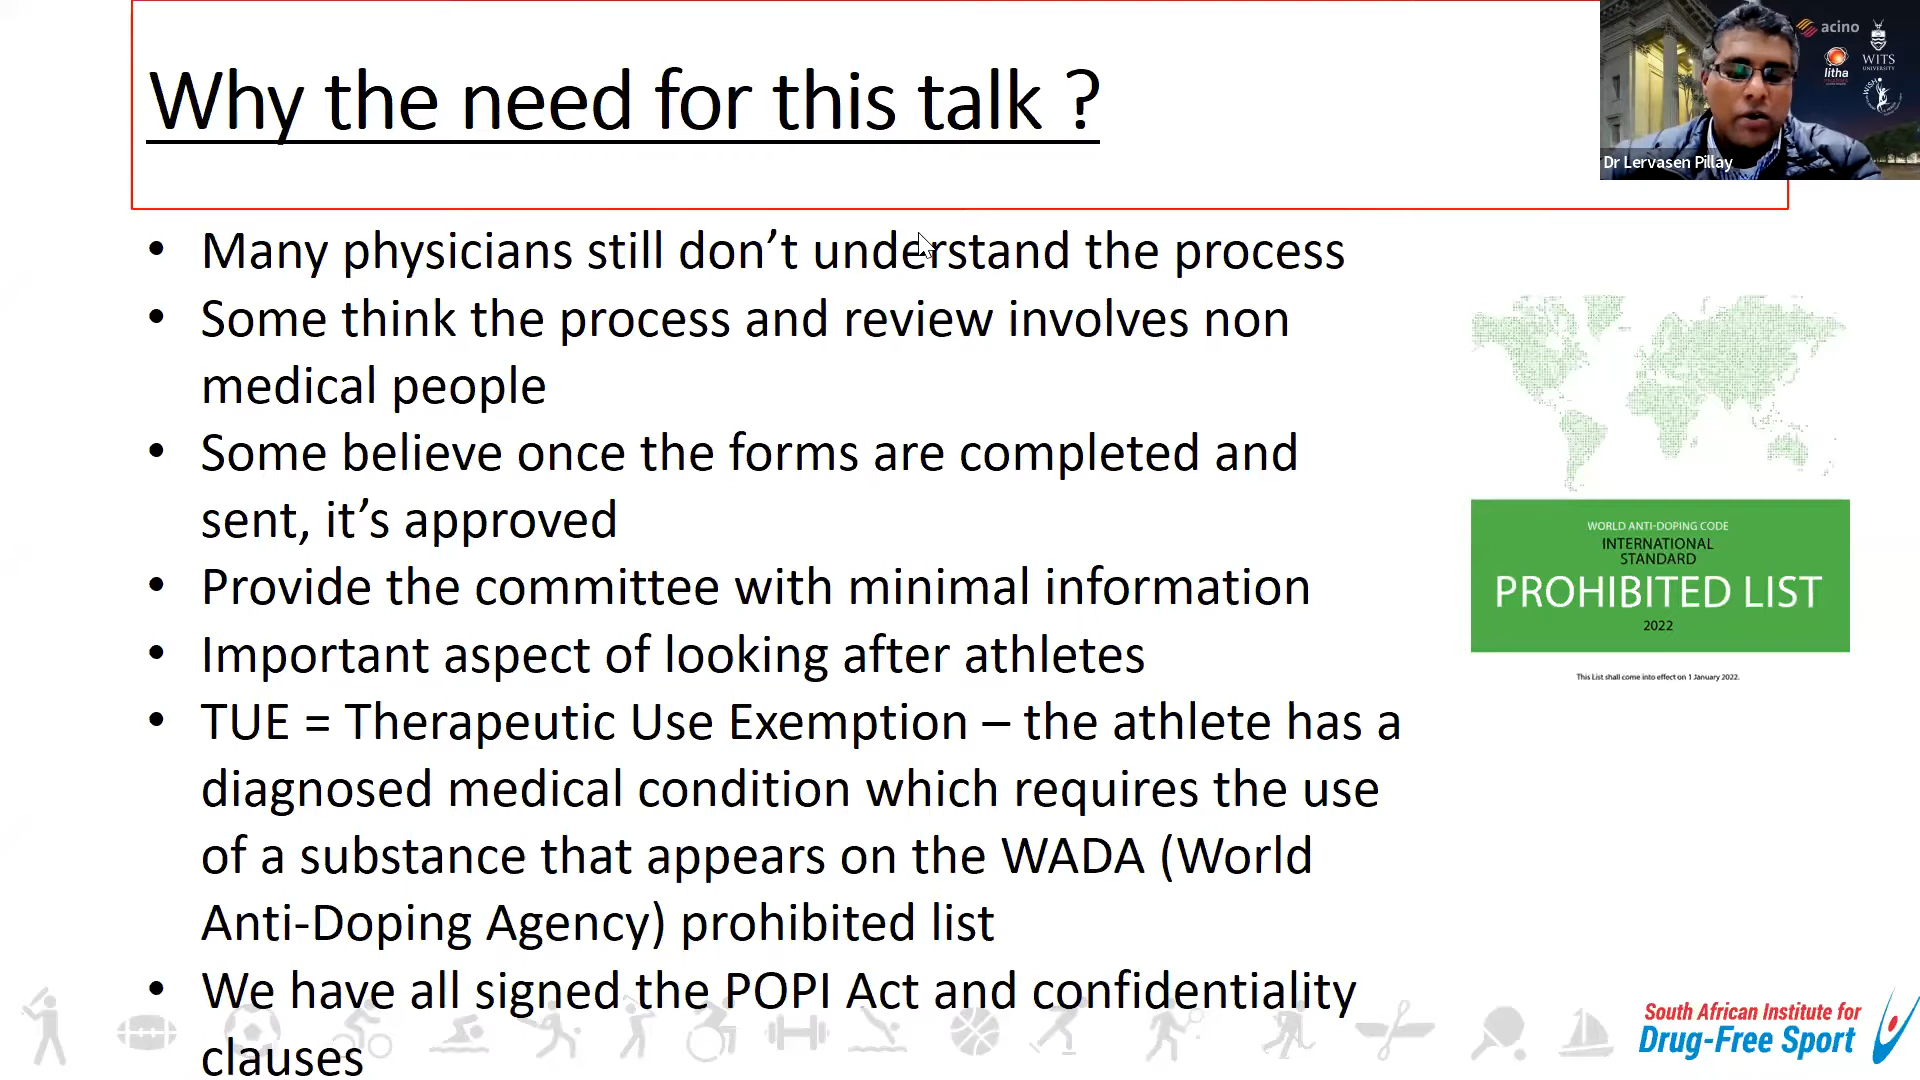 Why the need for this talk ?
acino
litha
WITS
UNIVERSITY
WiSH
Dr Lervasen Pillay
• Many physicians still don’t understand the process
• Some think the process and review involves non
medical people
• Some believe once the forms are completed and
sent, it’s approved
• Provide the committee with minimal information
• Important aspect of looking after athletes
• TUE = Therapeutic Use Exemption – the athlete has a
diagnosed medical condition which requires the use
of a substance that appears on the WADA (World
Anti-Doping Agency) prohibited list
• We have all signed the POPI Act and confidentiality
clauses
WORLD ANTI-DOPING CODE
INTERNATIONAL
STANDARD
PROHIBITED LIST
2022
This List shall come into effect on 1 January 2022.
South African Institute for
Drug-Free Sport